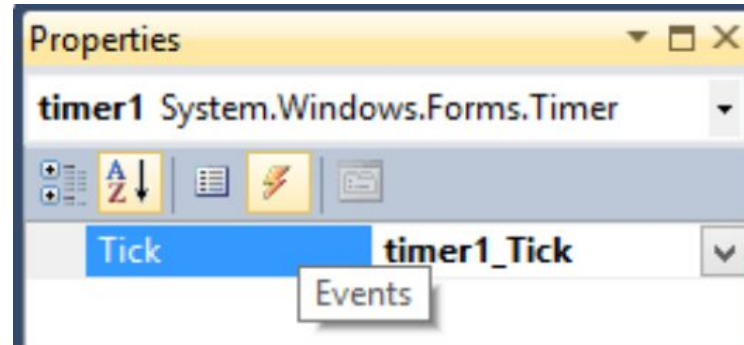 Properties
timer1 System.Windows.Forms.Timer
A
Z
Tick timer1_Tick
Events